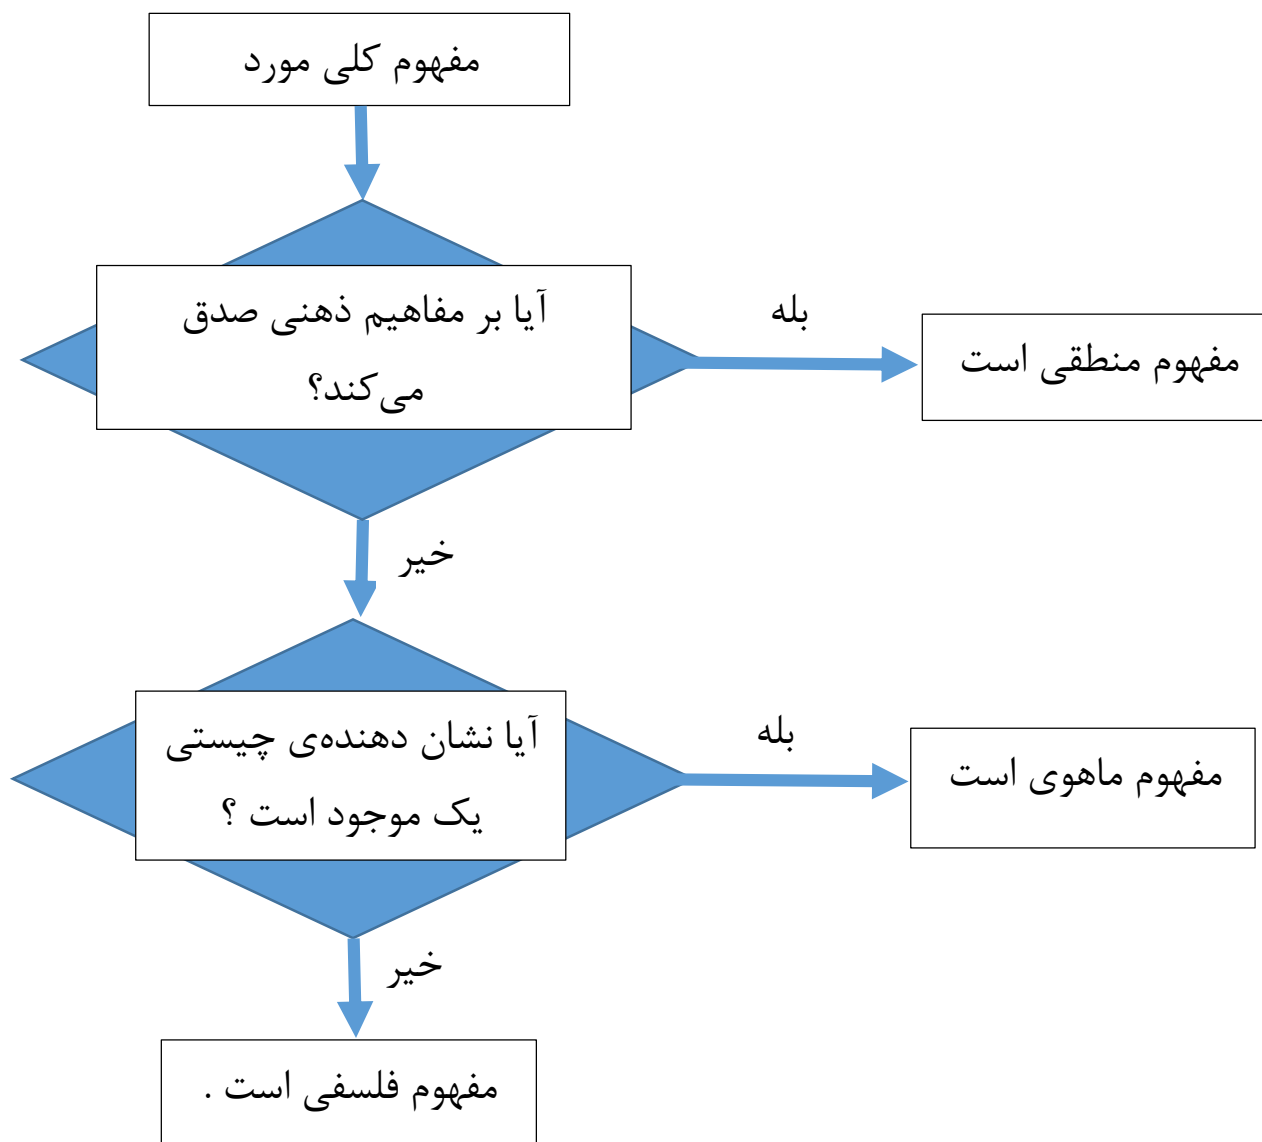 مفهوم کلی مورد
آیا بر مفاهیم ذهنی صدق
می‌کند؟
بله
مفهوم منطقی است
خیر
آیا نشان دهنده‌ی چیستی
یک موجود است ؟
بله
مفهوم ماهوی است
خیر
مفهوم فلسفی است .